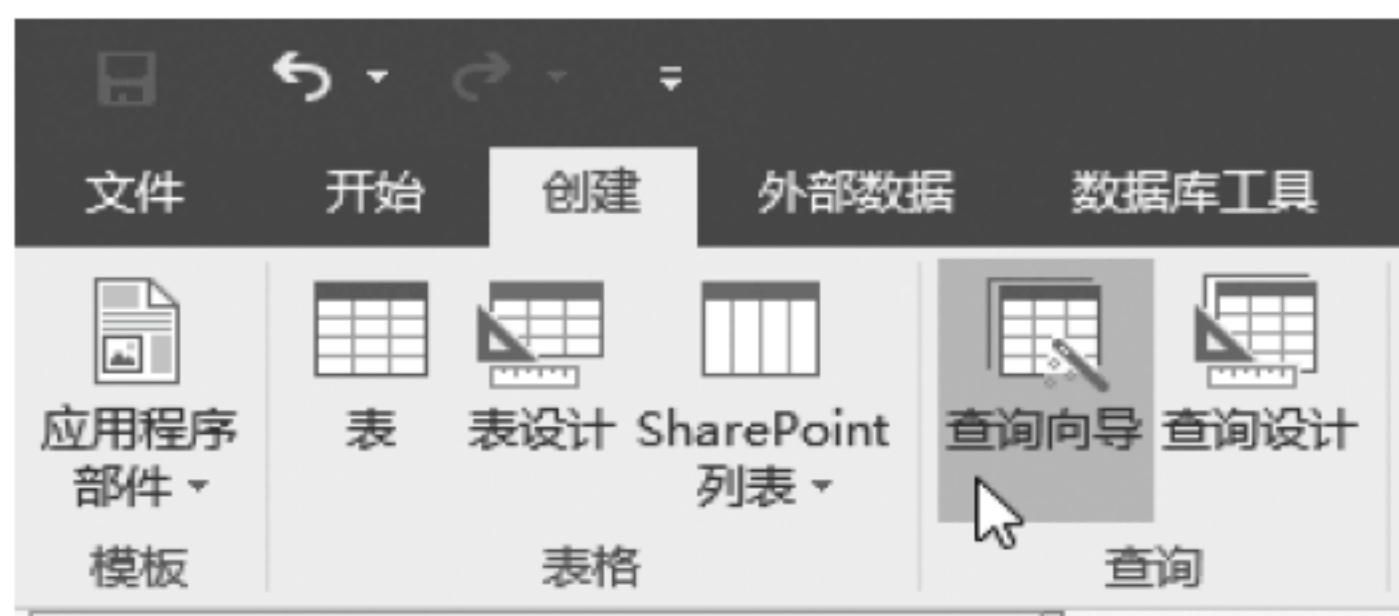 文件 开始 创建 外部数据 数据库工具
应用程序 表 表设计 SharePoint 查询向导 查询设计
部件 列表
模板 表格 查询